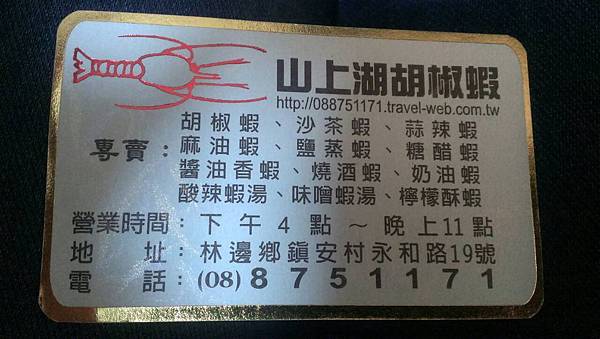 山上湖胡椒蝦
http://088751171.travel-web.com.tw
胡椒蝦、沙茶蝦、蒜辣蝦
專賣：麻油蝦、鹽蒸蝦、糖醋蝦
醬油香蝦、燒酒蝦、奶油蝦
酸辣蝦湯、味噌蝦湯、檸檬酥蝦
營業時間：下午4點～晚上11點
地址：林邊鄉鎮安村永和路19號
電話：(08)8751171